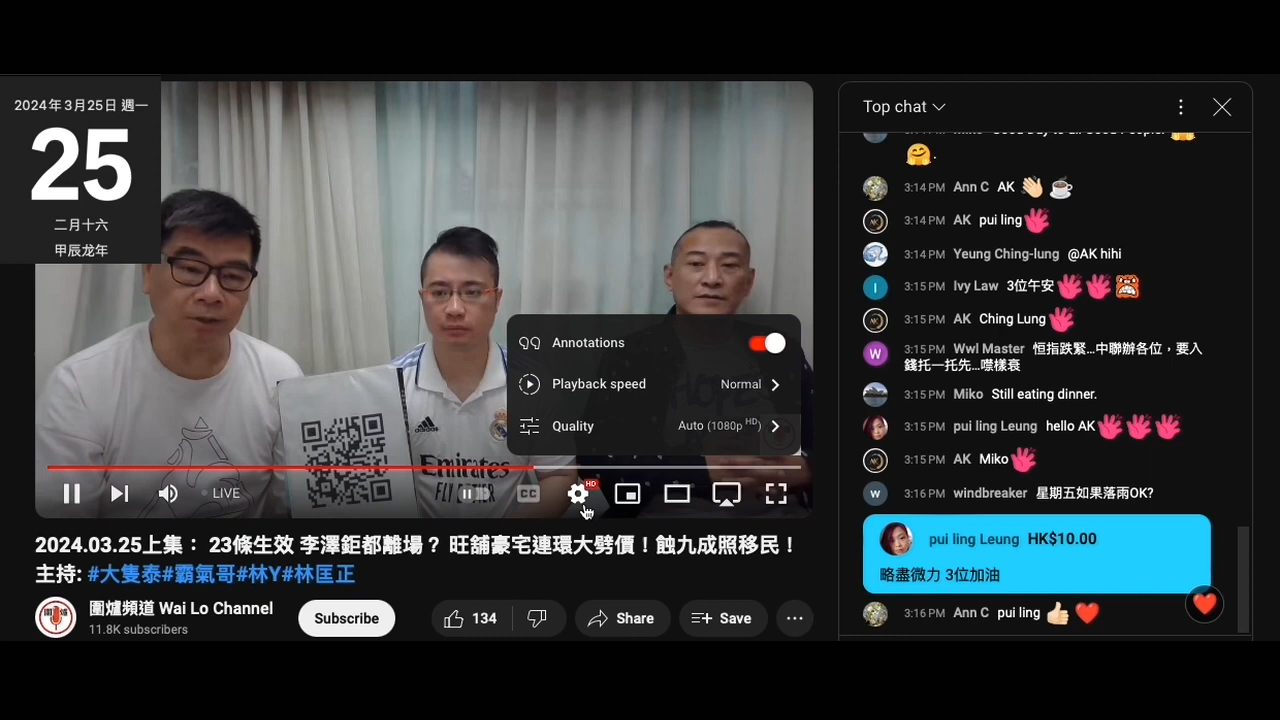 2024年3月25日 週一
25
二月十六
甲辰龙年
adidas
Emirates
FLY BETTER
Annotations
Playback speed Normal
Quality Auto (1080p HD)
LIVE
CC
HD
2024.03.25上集： 23條生效 李澤鉅都離場？ 旺舖豪宅連環大劈價！蝕九成照移民！
主持: #大隻泰#霸氣哥#林Y#林匡正
圍爐頻道 Wai Lo Channel
11.8K subscribers
Subscribe
134
Share
Save
Top chat
3:14 PM Ann C AK 👋🏻 ☕
3:14 PM AK pui ling
3:14 PM Yeung Ching-lung @AK hihi
3:15 PM Ivy Law 3位午安
3:15 PM AK Ching Lung
3:15 PM Wwl Master 恒指跌緊...中聯辦各位，要入
錢托一托先...噤樣衰
3:15 PM Miko Still eating dinner.
3:15 PM pui ling Leung hello AK
3:15 PM AK Miko
3:16 PM windbreaker 星期五如果落雨OK?
pui ling Leung HK$10.00
略盡微力 3位加油
3:16 PM Ann C pui ling 👍🏻 ❤️